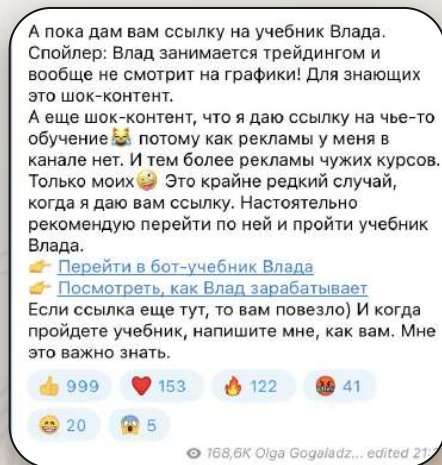 А пока дам вам ссылку на учебник Влада.
Спойлер: Влад занимается трейдингом и
вообще не смотрит на графики! Для знающих
это шок-контент.
А еще шок-контент, что я даю ссылку на чье-то
обучение😹 потому как рекламы у меня в
канале нет. И тем более рекламы чужих курсов.
Только моих🤪 Это крайне редкий случай,
когда я даю вам ссылку. Настоятельно
рекомендую перейти по ней и пройти учебник
Влада.
👉 Перейти в бот-учебник Влада
👉 Посмотреть, как Влад зарабатывает
Если ссылка еще тут, то вам повезло) И когда
пройдете учебник, напишите мне, как вам. Мне
это важно знать.
👍 999 ❤️ 153 🔥 122 🤬 41
😁 20 😱 5
168,6K Olga Gogaladz... edited 21: